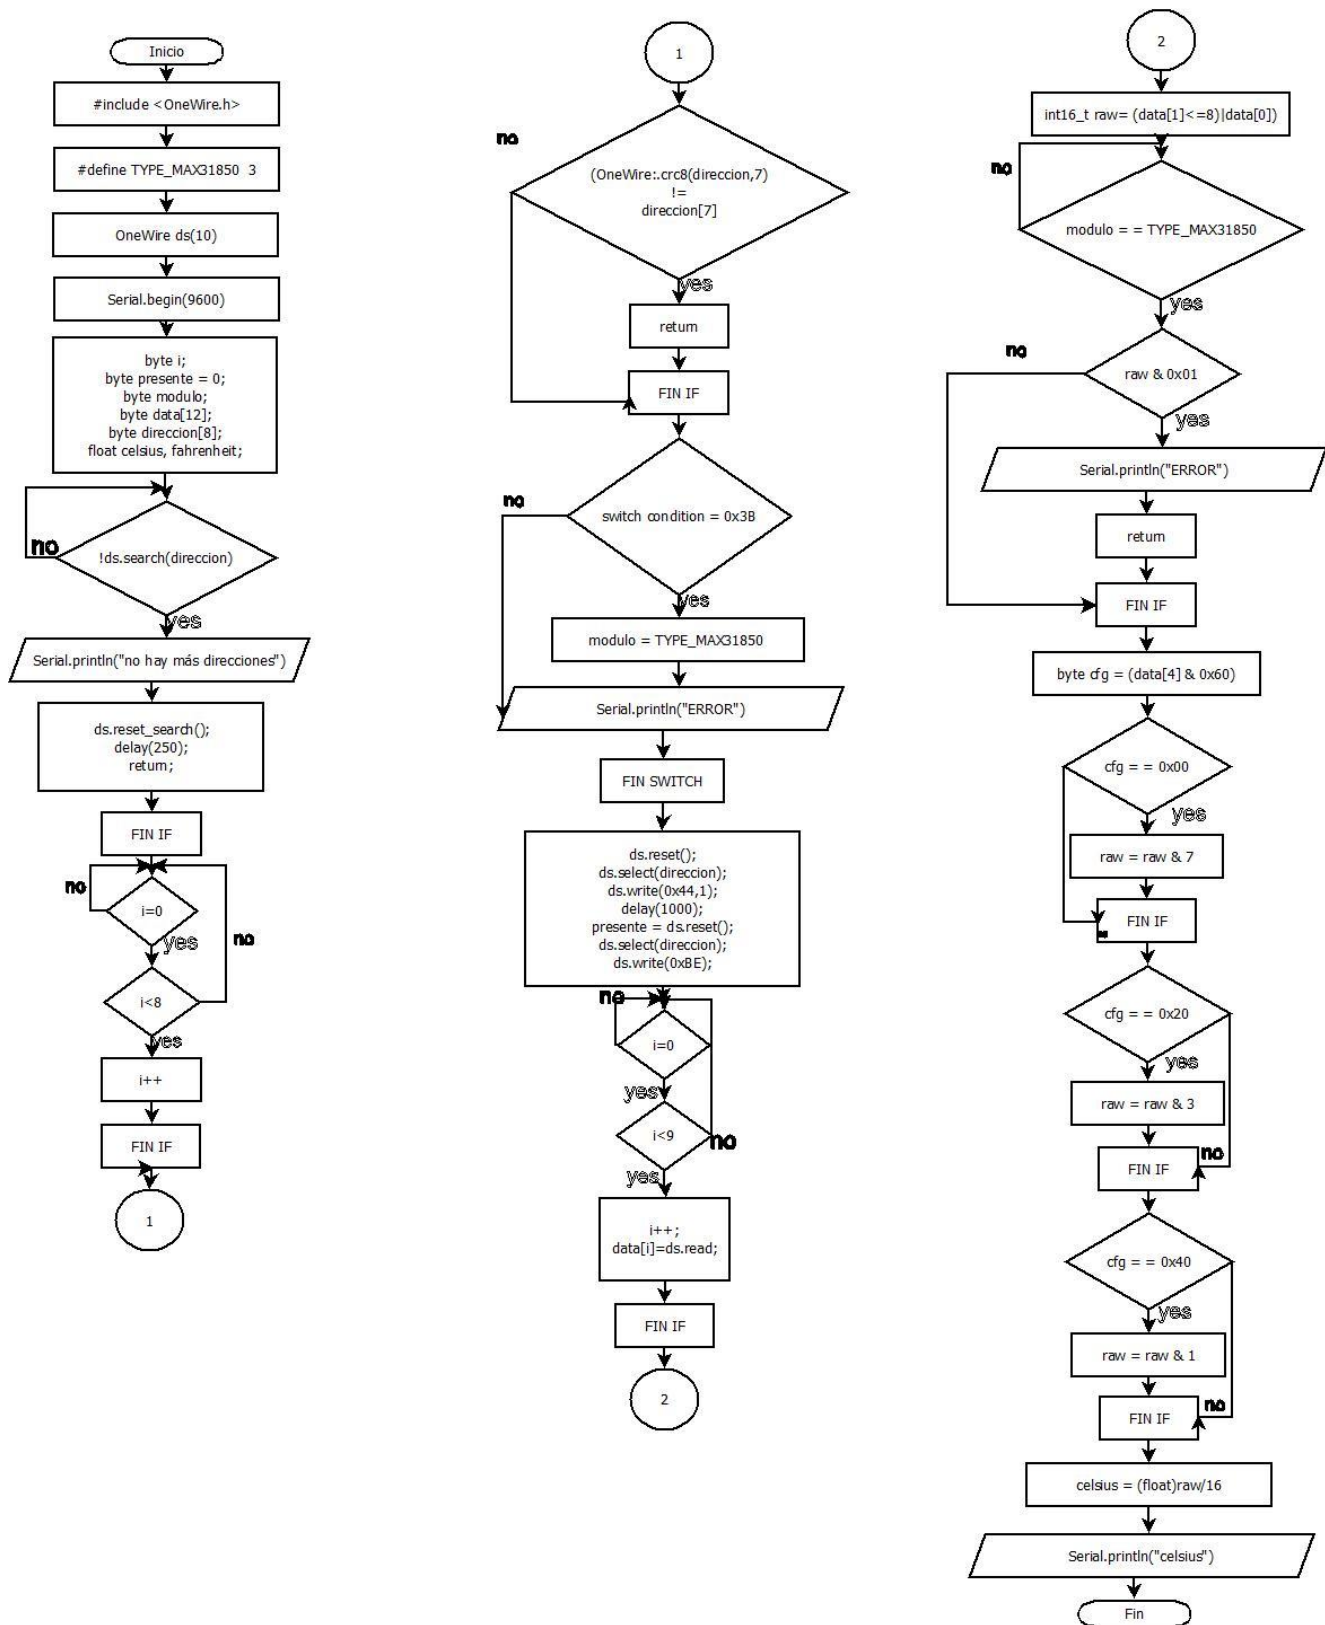 Inicio
#include <OneWire.h>
#define TYPE_MAX31850 3
OneWire ds(10)
Serial.begin(9600)
byte i;
byte presente = 0;
byte modulo;
byte data[12];
byte direccion[8];
float celsius, fahrenheit;
!ds.search(direccion)
no
yes
Serial.println("no hay más direcciones")
ds.reset_search();
delay(250);
return;
FIN IF
no
i=0
yes
no
i<8
yes
i++
FIN IF
1
1
no
(OneWire:.crc8(direccion,7)
!=
direccion[7]
yes
return
FIN IF
no
switch condition = 0x3B
yes
modulo = TYPE_MAX31850
Serial.println("ERROR")
FIN SWITCH
ds.reset();
ds.select(direccion);
ds.write(0x44,1);
delay(1000);
presente = ds.reset();
ds.select(direccion);
ds.write(0xBE);
no
i=0
yes
i<9
no
yes
i++;
data[i]=ds.read;
FIN IF
2
2
int16_t raw= (data[1]<=8)|data[0])
no
modulo = = TYPE_MAX31850
yes
no
raw & 0x01
yes
Serial.println("ERROR")
return
FIN IF
byte cfg = (data[4] & 0x60)
cfg = = 0x00
yes
raw = raw & 7
FIN IF
no
cfg = = 0x20
yes
raw = raw & 3
no
FIN IF
cfg = = 0x40
yes
raw = raw & 1
no
FIN IF
celsius = (float)raw/16
Serial.println("celsius")
Fin